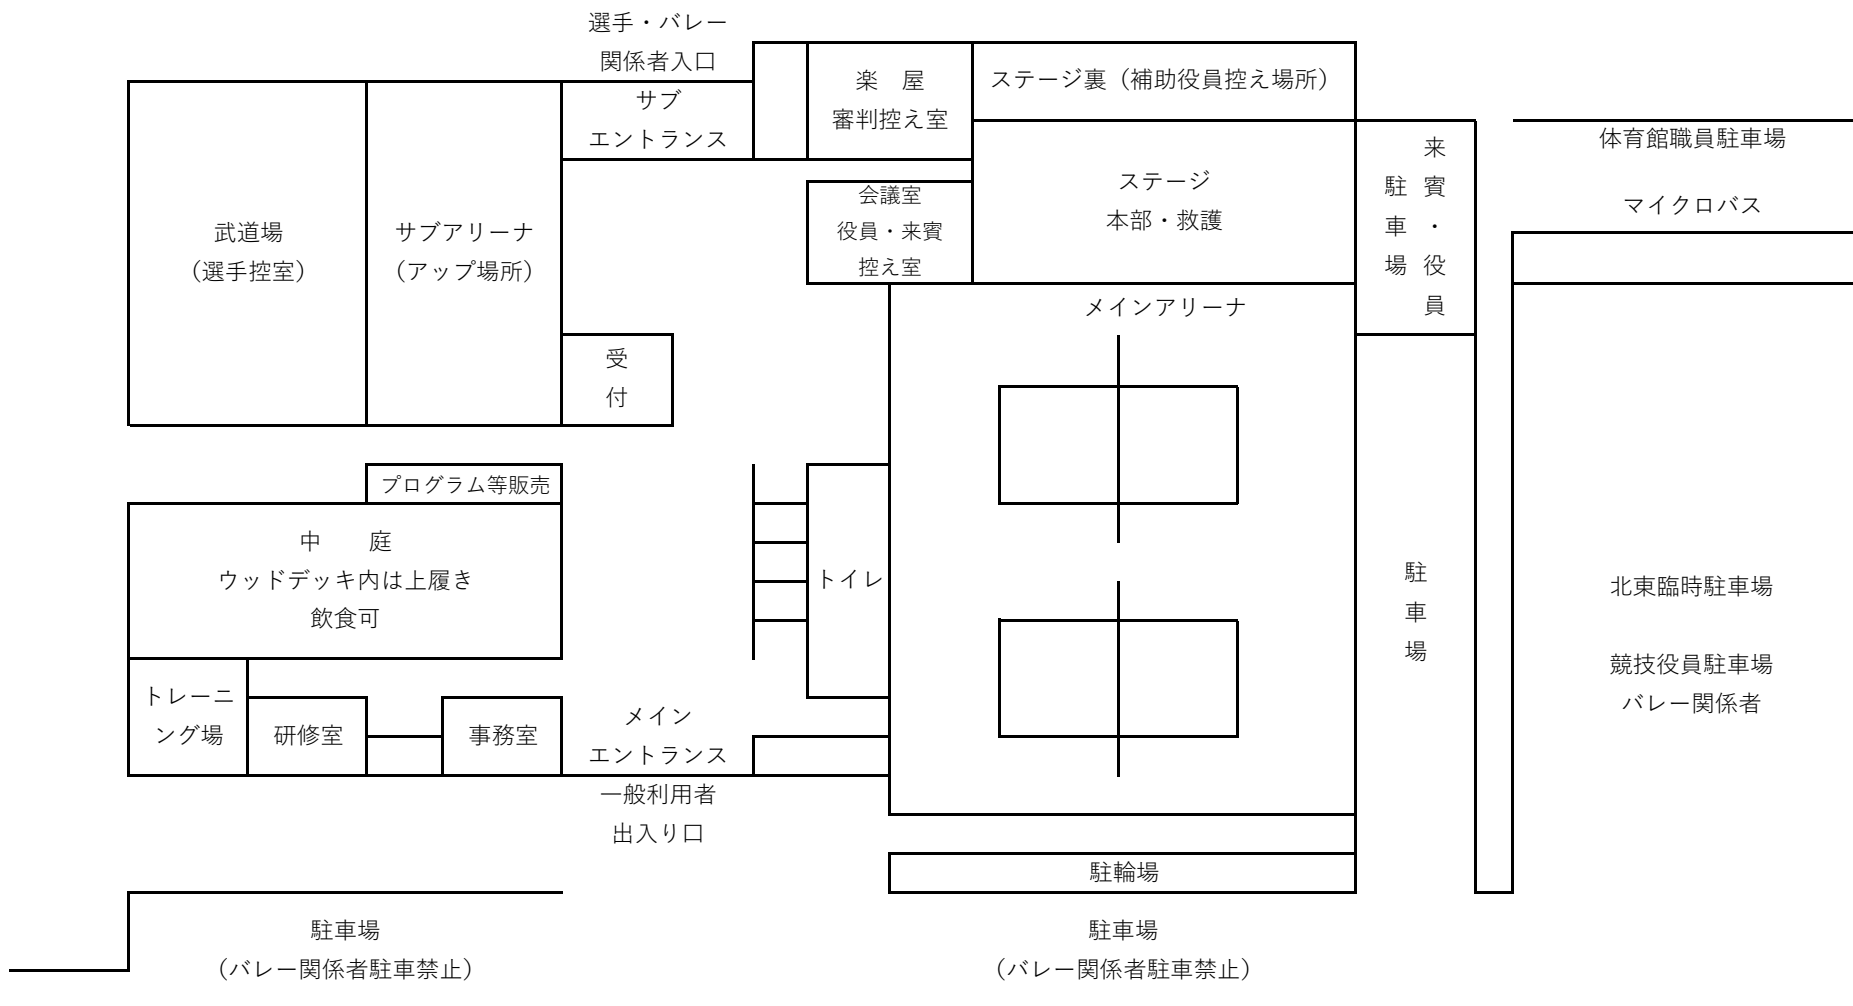 選手・バレー
関係者入口
サブ
エントランス
楽　屋
審判控え室
ステージ裏（補助役員控え場所）
体育館職員駐車場
マイクロバス
来賓・役員
駐車場
ステージ
本部・救護
会議室
役員・来賓
控え室
武道場
（選手控室）
サブアリーナ
（アップ場所）
メインアリーナ
受付
プログラム等販売
中　　庭
ウッドデッキ内は上履き
飲食可
トイレ
駐車場
北東臨時駐車場
競技役員駐車場
バレー関係者
トレーニ
ング場
研修室
事務室
メイン
エントランス
一般利用者
出入り口
駐輪場
駐車場
（バレー関係者駐車禁止）
駐車場
（バレー関係者駐車禁止）